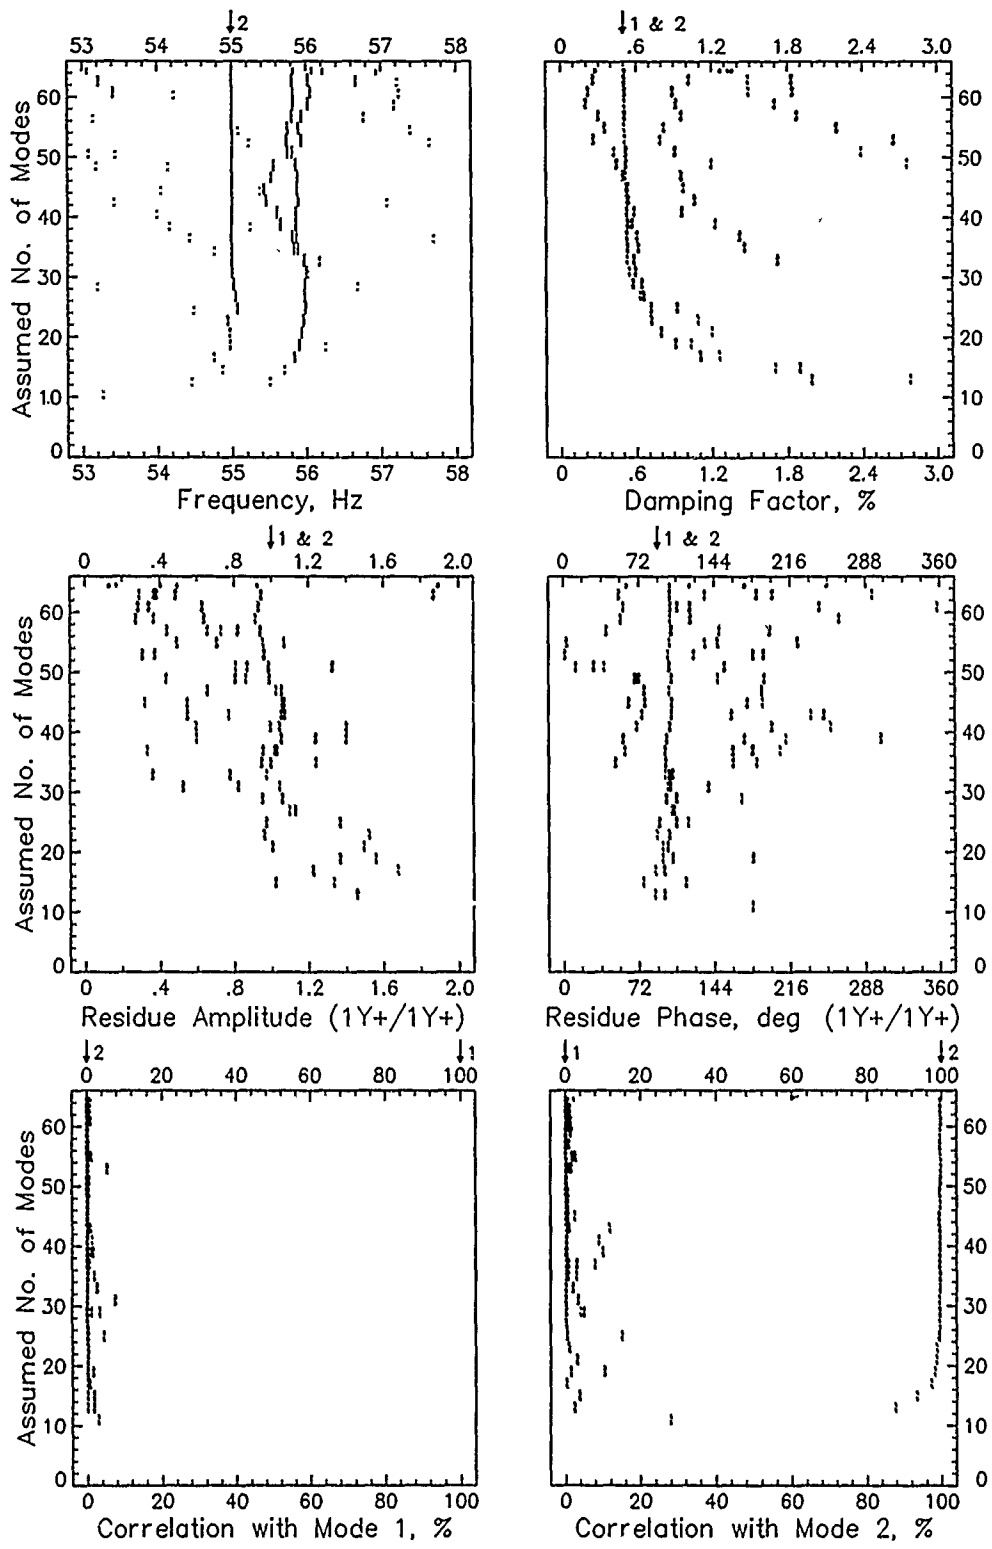 2
53 54 55 56 57 58
60
50
40
30
20
1.0
1.0
53 54 55 56 57 58
Assumed No. of Modes
Frequency, Hz
1 & 2
0 .6 1.2 1.8 2.4 3.0
60
50
40
30
20
10
0
0 .6 1.2 1.8 2.4 3.0
Damping Factor, %
1 & 2
0 .4 .8 1.2 1.6 2.0
60
50
40
30
20
10
0
0 .4 .8 1.2 1.6 2.0
Assumed No. of Modes
Residue Amplitude (1Y+/1Y+)
1 & 2
0 72 144 216 288 360
60
50
40
30
20
10
0
0 72 144 216 288 360
Residue Phase, deg (1Y+/1Y+)
2 1
0 20 40 60 80 100
60
50
40
30
20
10
0
0 20 40 60 80 100
Assumed No. of Modes
Correlation with Mode 1, %
1 2
0 20 40 60 80 100
60
50
40
30
20
10
0
0 20 40 60 80 100
Correlation with Mode 2, %